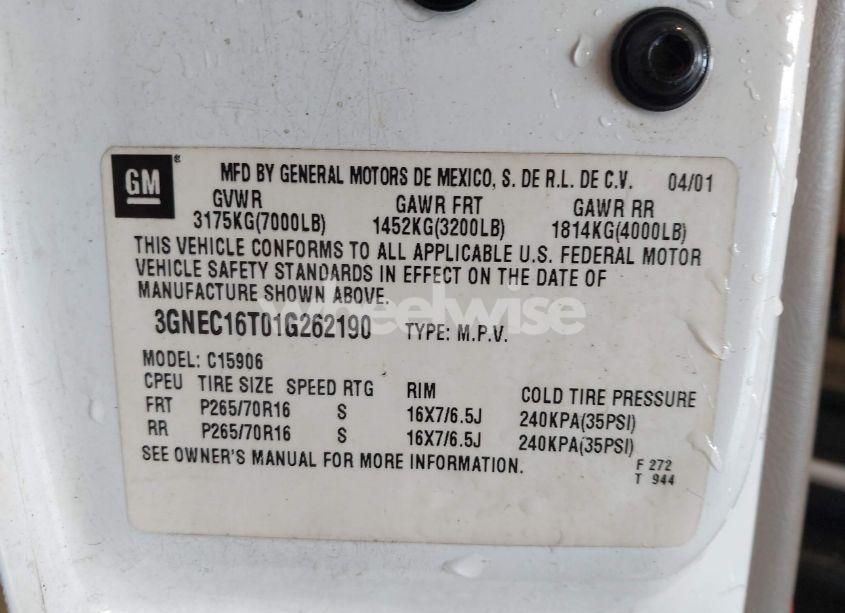 GM ® MFD BY GENERAL MOTORS DE MEXICO, S. DE R.L. DE C.V. 04/01
GVWR GAWR FRT GAWR RR
3175KG(7000LB) 1452KG(3200LB) 1814KG(4000LB)
THIS VEHICLE CONFORMS TO ALL APPLICABLE U.S. FEDERAL MOTOR
VEHICLE SAFETY STANDARDS IN EFFECT ON THE DATE OF
MANUFACTURE SHOWN ABOVE.
wheelwise
3GNEC16T01G262190 TYPE: M.P.V.
MODEL: C15906
CPEU TIRE SIZE SPEED RTG RIM COLD TIRE PRESSURE
FRT P265/70R16 S 16X7/6.5J 240KPA(35PSI)
RR P265/70R16 S 16X7/6.5J 240KPA(35PSI)
SEE OWNER'S MANUAL FOR MORE INFORMATION. F 272
T 944